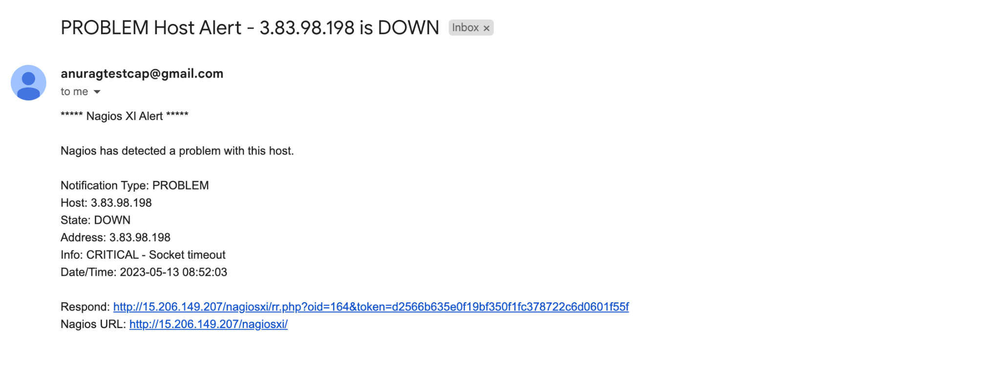 PROBLEM Host Alert - 3.83.98.198 is DOWN Inbox ×
anuragtestcap@gmail.com
to me
***** Nagios XI Alert *****
Nagios has detected a problem with this host.
Notification Type: PROBLEM
Host: 3.83.98.198
State: DOWN
Address: 3.83.98.198
Info: CRITICAL - Socket timeout
Date/Time: 2023-05-13 08:52:03
Respond: http://15.206.149.207/nagiosxi/rr.php?oid=164&token=d2566b635e0f19bf350f1fc378722c6d0601f55f
Nagios URL: http://15.206.149.207/nagiosxi/